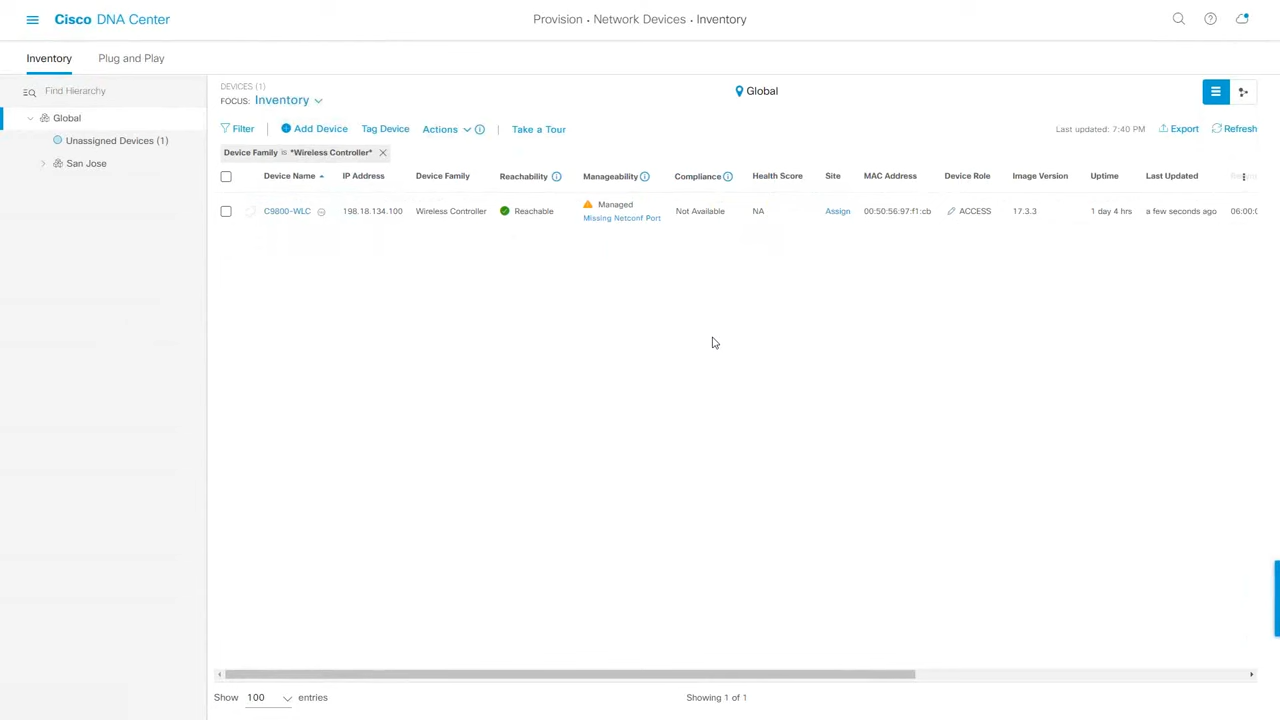 Cisco DNA Center
Provision • Network Devices • Inventory
Inventory
Plug and Play
Find Hierarchy
Global
Unassigned Devices (1)
San Jose
DEVICES (1)
FOCUS: Inventory
Global
Filter
Add Device
Tag Device
Actions
Take a Tour
Last updated: 7:40 PM
Export
Refresh
Device Family is *Wireless Controller*
Device Name IP Address Device Family Reachability Manageability Compliance Health Score Site MAC Address Device Role Image Version Uptime Last Updated
C9800-WLC 198.18.134.100 Wireless Controller Reachable Managed Not Available NA Assign 00:50:56:97:f1:cb ACCESS 17.3.3 1 day 4 hrs a few seconds ago 06:00:0
Missing Netconf Port
Show 100 entries
Showing 1 of 1